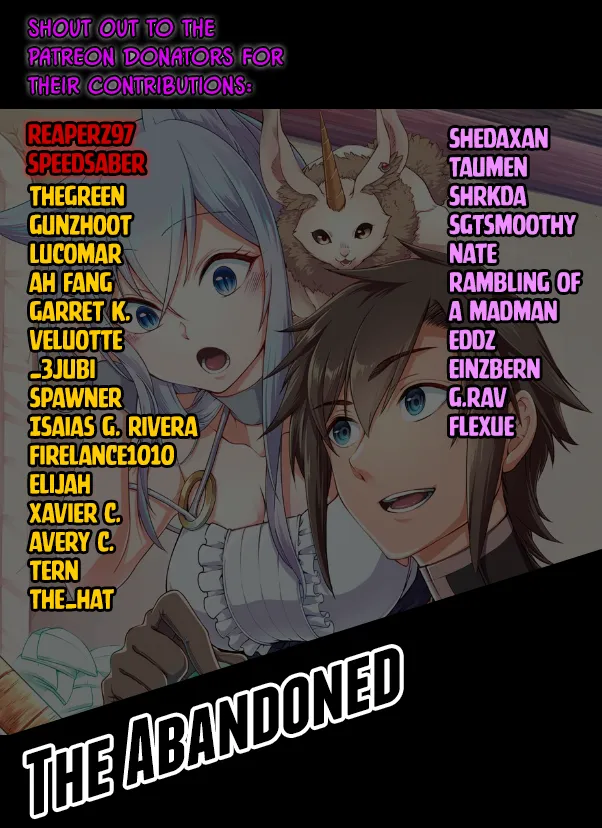 SHOUT OUT TO THE
PATREON DONATORS FOR
THEIR CONTRIBUTIONS:
REAPERZ97
SPEEDSABER
THEGREEN
GUNZHOOT
LUCOMAR
AH FANG
GARRET K.
VELUOTTE
_3JUBI
SPAWNER
ISAIAS G. RIVERA
FIRELANCE1010
ELIJAH
XAVIER C.
AVERY C.
TERN
THE_HAT
SHEDAXAN
TAUMEN
SHRKDA
SGTSMOOTHY
NATE
RAMBLING OF
A MADMAN
EDDZ
EINZBERN
G.RAV
FLEXUE
THE ABANDONED